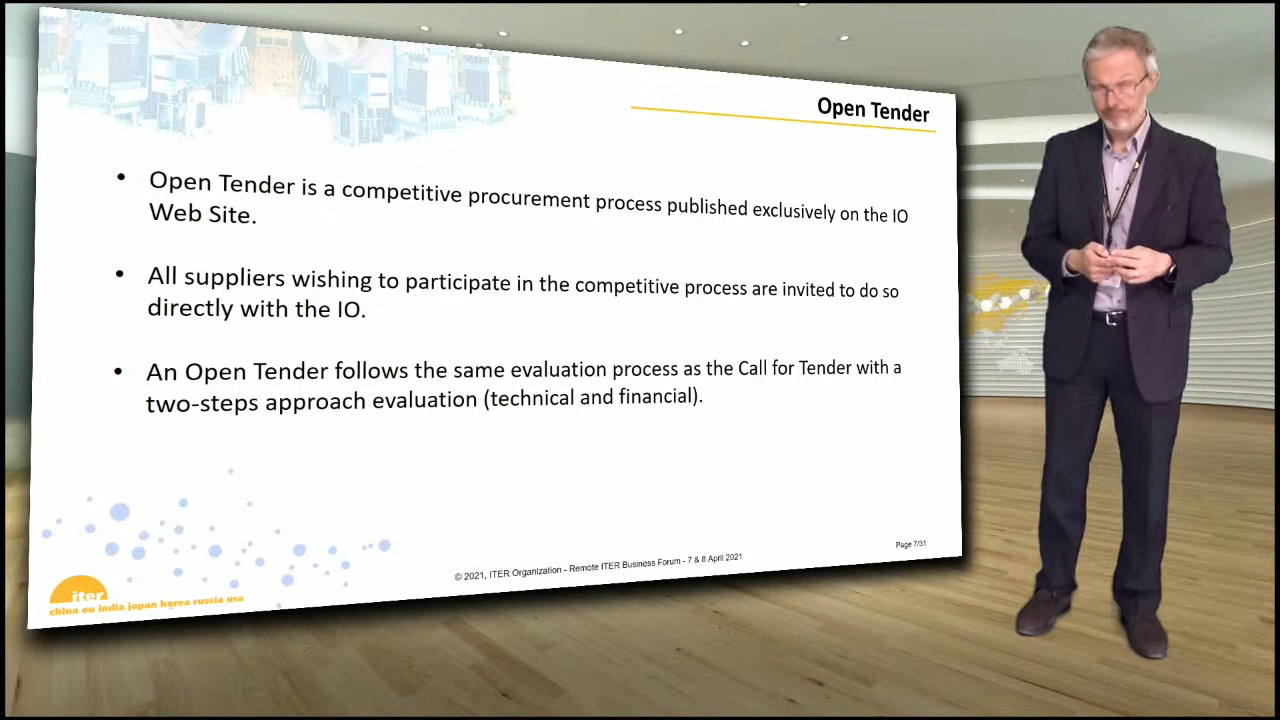 Open Tender
• Open Tender is a competitive procurement process published exclusively on the IO
Web Site.
• All suppliers wishing to participate in the competitive process are invited to do so
directly with the IO.
• An Open Tender follows the same evaluation process as the Call for Tender with a
two-steps approach evaluation (technical and financial).
Page 7/31
© 2021, ITER Organization - Remote ITER Business Forum - 7 & 8 April 2021
iter
china eu india japan korea russia usa